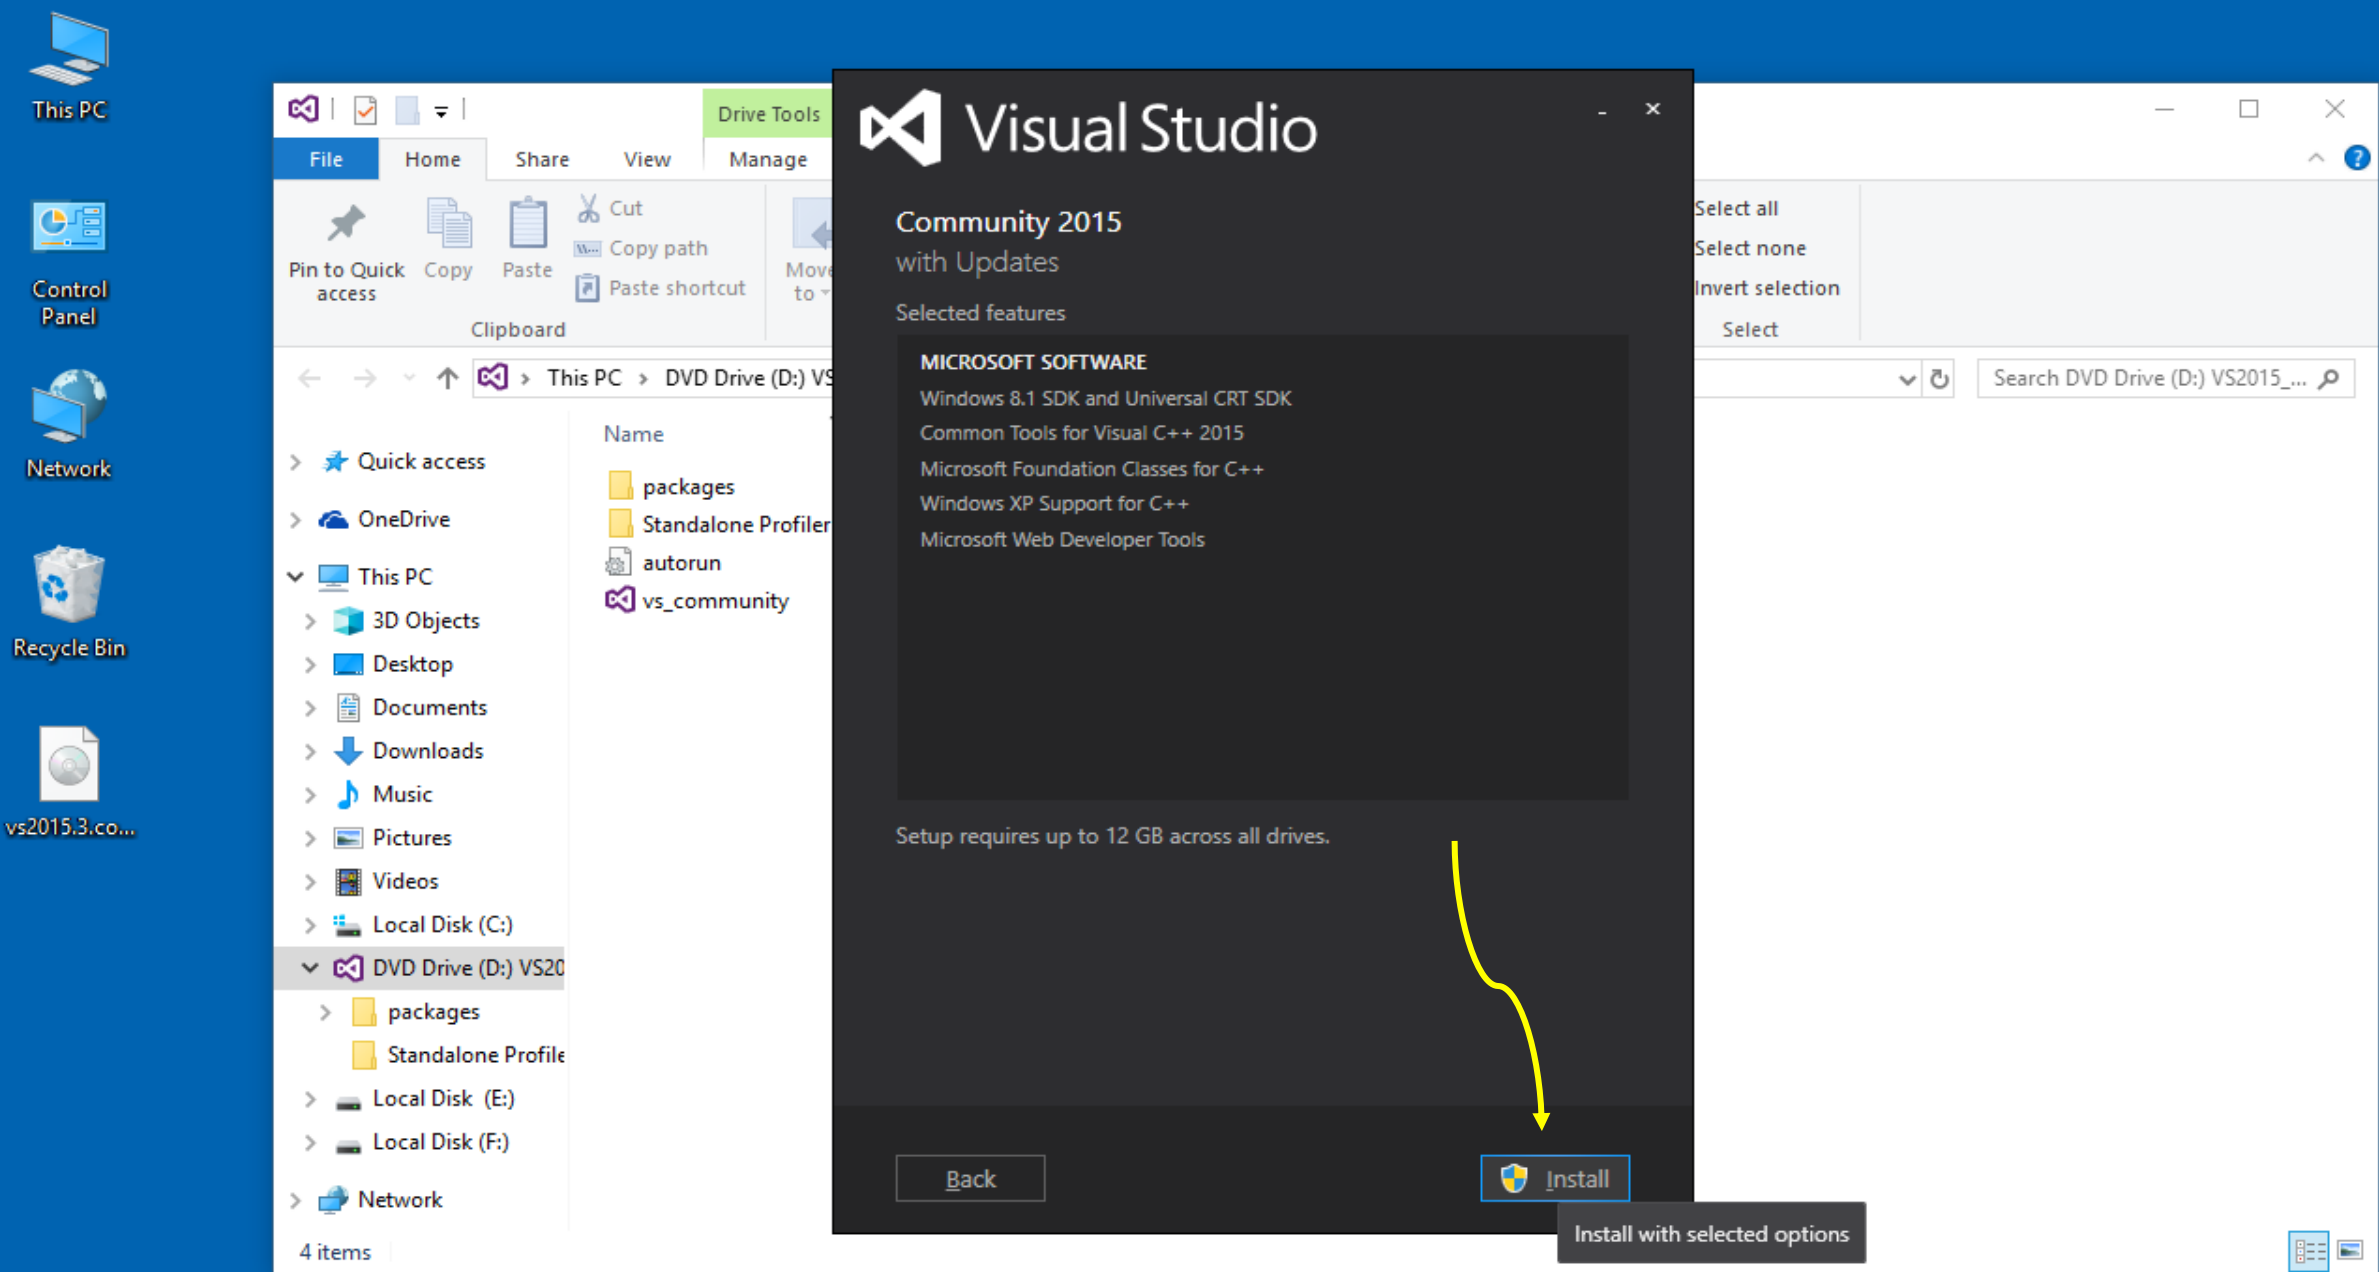 This PC
Control
Panel
Network
Recycle Bin
vs2015.3.co...
Drive Tools
File
Home
Share
View
Manage
Pin to Quick
access
Copy
Paste
Cut
Copy path
Paste shortcut
Clipboard
Move
to
Select all
Select none
Invert selection
Select
This PC
DVD Drive (D:) VS
Search DVD Drive (D:) VS2015_...
Quick access
OneDrive
This PC
3D Objects
Desktop
Documents
Downloads
Music
Pictures
Videos
Local Disk (C:)
DVD Drive (D:) VS20
packages
Standalone Profile
Local Disk (E:)
Local Disk (F:)
Network
4 items
Name
packages
Standalone Profiler
autorun
vs_community
Visual Studio
Community 2015
with Updates
Selected features
MICROSOFT SOFTWARE
Windows 8.1 SDK and Universal CRT SDK
Common Tools for Visual C++ 2015
Microsoft Foundation Classes for C++
Windows XP Support for C++
Microsoft Web Developer Tools
Setup requires up to 12 GB across all drives.
Back
Install
Install with selected options